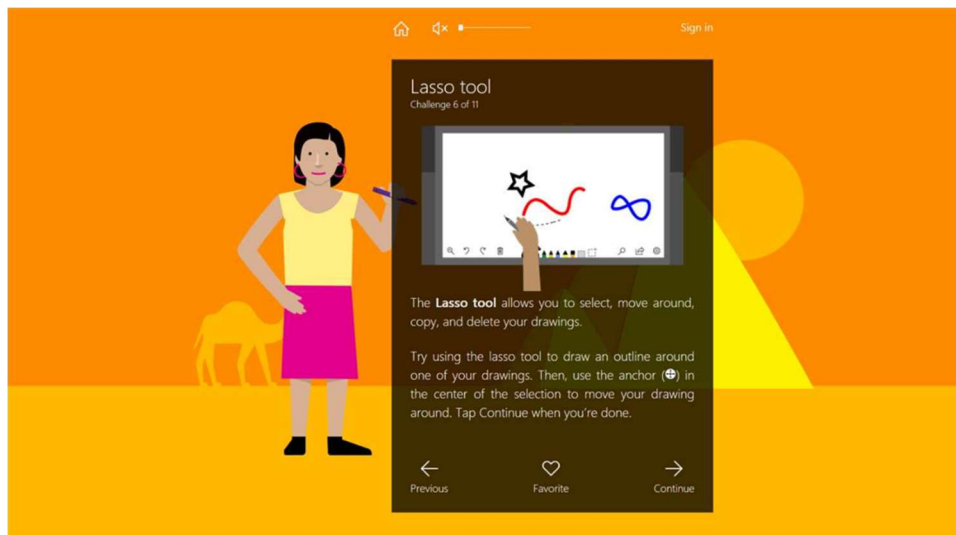 Sign in
Lasso tool
Challenge 6 of 11
The Lasso tool allows you to select, move around,
copy, and delete your drawings.
Try using the lasso tool to draw an outline around
one of your drawings. Then, use the anchor (⊕) in
the center of the selection to move your drawing
around. Tap Continue when you're done.
Previous
Favorite
Continue